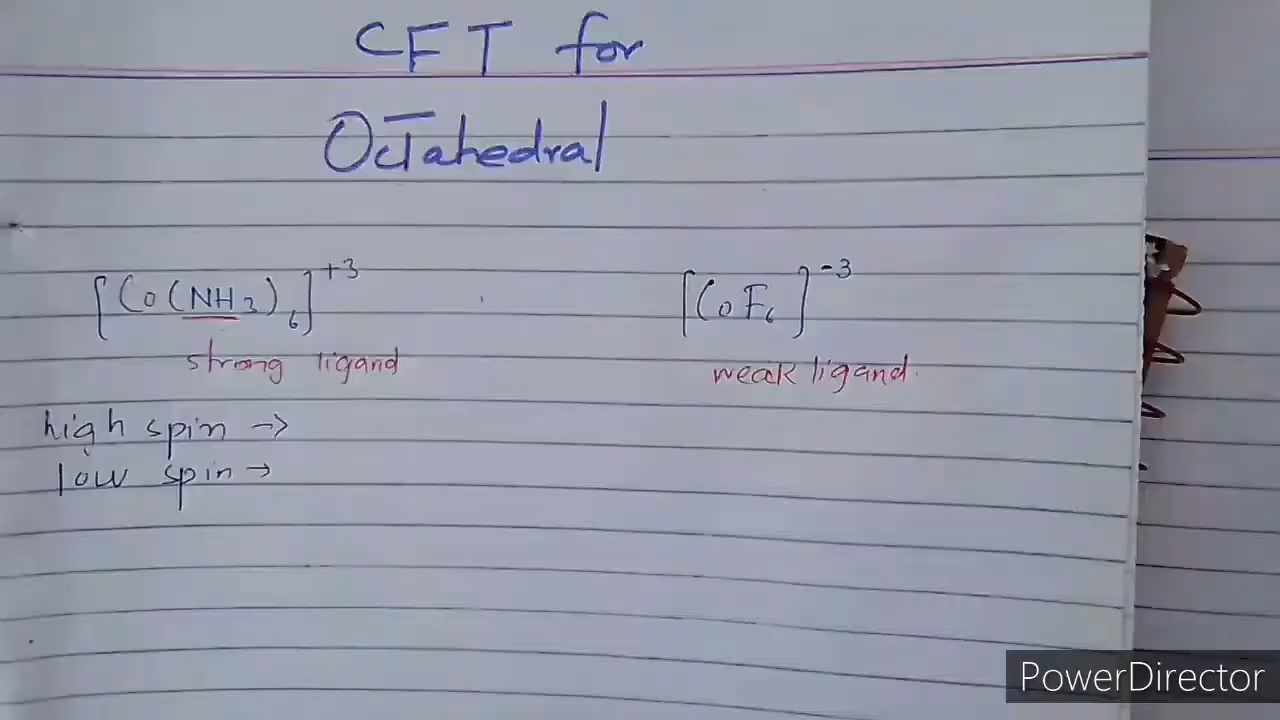 CFT for
Octahedral
[Co(NH3)6]+3
[CoF6]-3
strong ligand
weak ligand.
high spin →
low spin →
PowerDirector